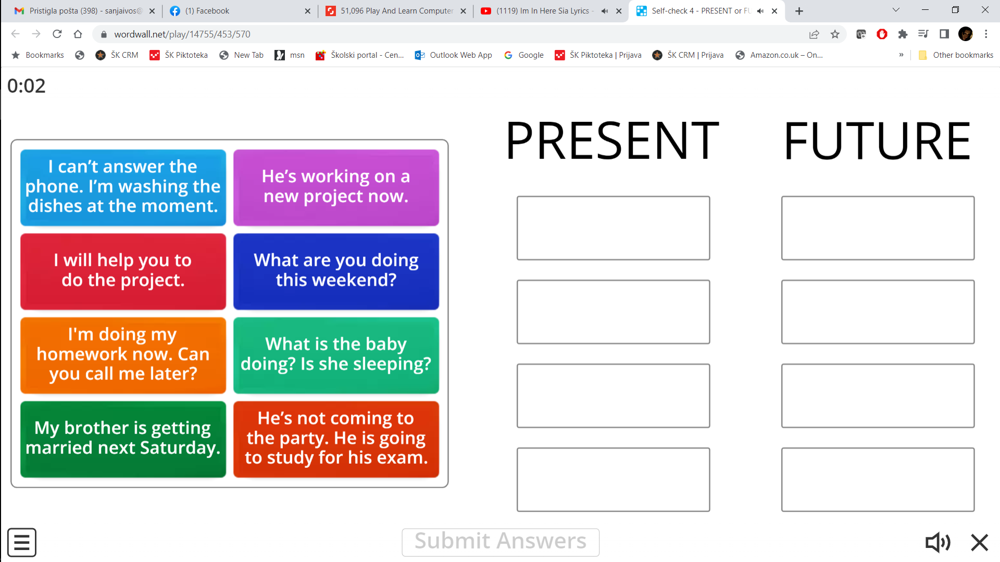 Pristigla pošta (398) - sanjaivos@
(1) Facebook
51,096 Play And Learn Computer
(1119) Im In Here Sia Lyrics -
Self-check 4 - PRESENT or FU
wordwall.net/play/14755/453/570
Bookmarks
ŠK CRM
ŠK Piktoteka
New Tab
msn
Školski portal - Cen...
Outlook Web App
Google
ŠK Piktoteka | Prijava
ŠK CRM | Prijava
Amazon.co.uk – On...
»
Other bookmarks
0:02
PRESENT
FUTURE
I can’t answer the
phone. I’m washing the
dishes at the moment.
He’s working on a
new project now.
I will help you to
do the project.
What are you doing
this weekend?
I'm doing my
homework now. Can
you call me later?
What is the baby
doing? Is she sleeping?
My brother is getting
married next Saturday.
He’s not coming to
the party. He is going
to study for his exam.
Submit Answers